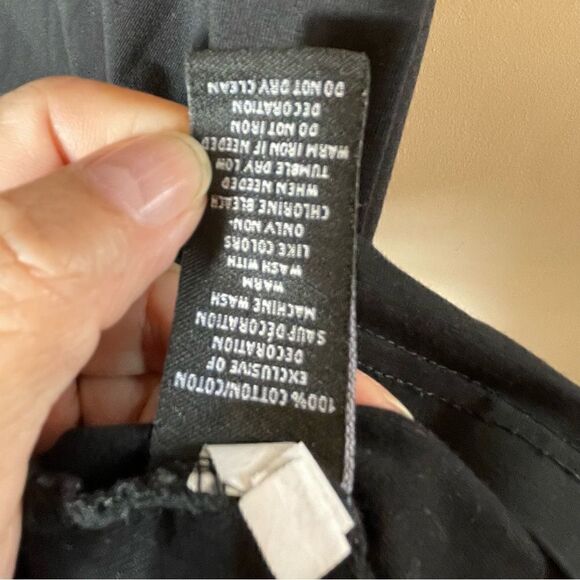 100% COTTON/COTON
EXCLUSIVE OF
DECORATION
SAUF DÉCORATION
MACHINE WASH
WARM
WASH WITH
LIKE COLORS
ONLY NON-
CHLORINE BLEACH
WHEN NEEDED
TUMBLE DRY LOW
WARM IRON IF NEEDED
DO NOT IRON
DECORATION
DO NOT DRY CLEAN